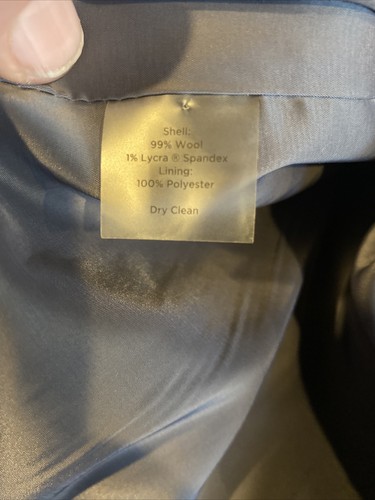 Shell:
99% Wool
1% Lycra ® Spandex
Lining:
100% Polyester
Dry Clean